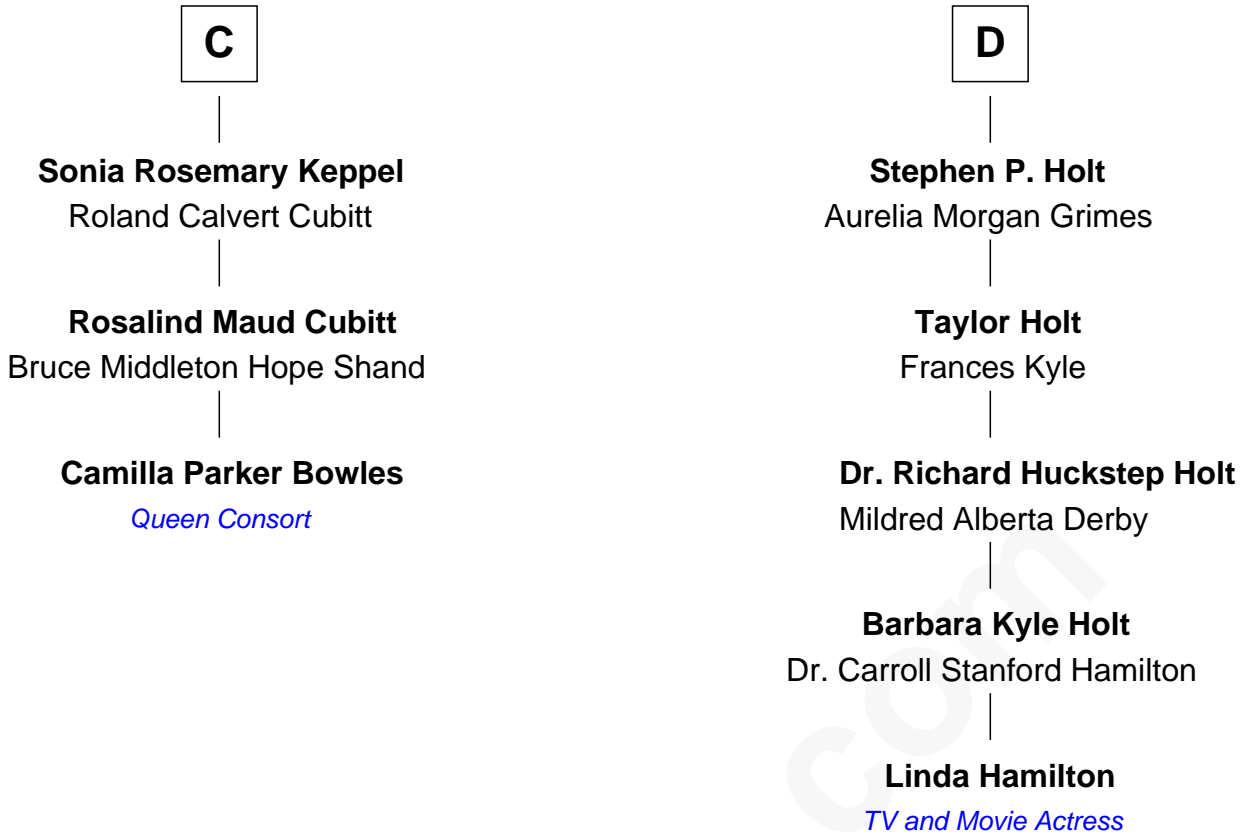 C
Sonia Rosemary Keppel
Roland Calvert Cubitt
Rosalind Maud Cubitt
Bruce Middleton Hope Shand
Camilla Parker Bowles
Queen Consort
D
Stephen P. Holt
Aurelia Morgan Grimes
Taylor Holt
Frances Kyle
Dr. Richard Huckstep Holt
Mildred Alberta Derby
Barbara Kyle Holt
Dr. Carroll Stanford Hamilton
Linda Hamilton
TV and Movie Actress
com